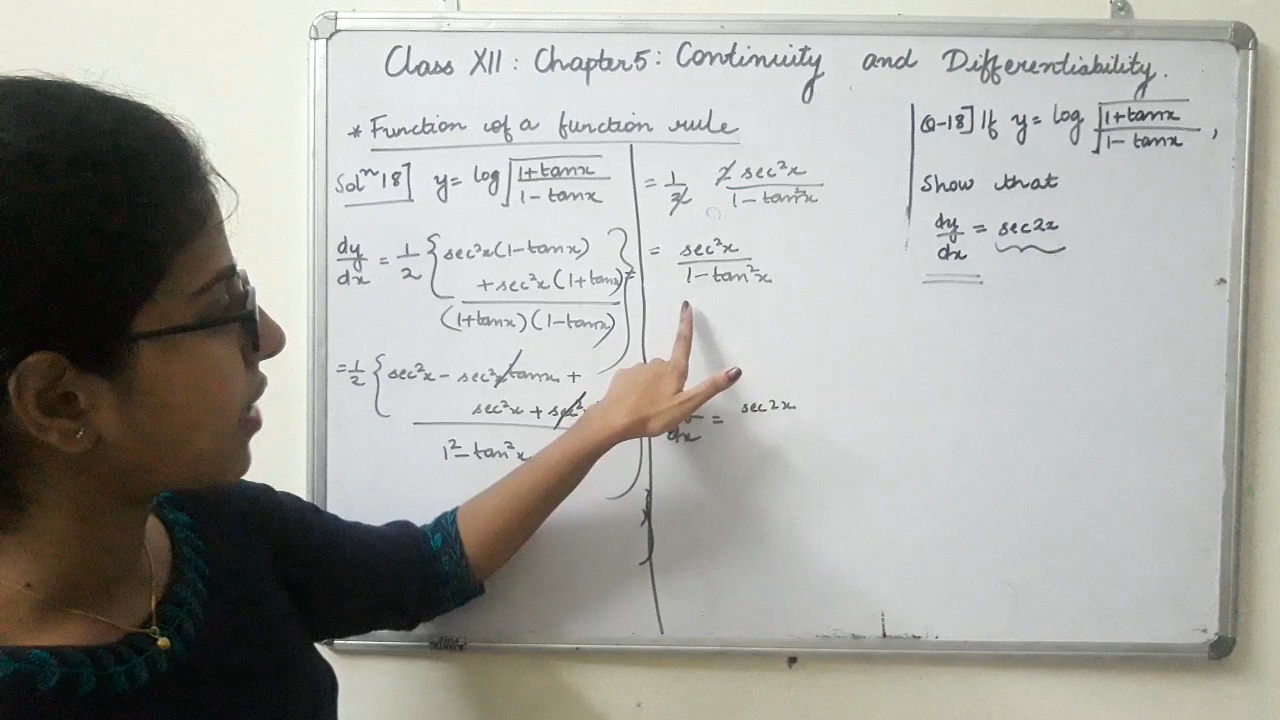 Class XII : Chapter 5 : Continuity and Differentiability.
* Function of a function rule
Solⁿ 18] y = log √(1+tanx / 1-tanx)
dy/dx = 1/2 { sec²x (1-tanx)
+ sec²x (1+tanx) }
(1+tanx) (1-tanx)
= 1/2 { sec²x - sec²x tanx +
sec²x + sec²
1² - tan²x
= 1/2 2 sec²x / 1-tan²x
= sec²x / 1-tan²x
dx = sec2x
Q-18] If y = log √(1+tanx / 1-tanx) ,
Show that
dy/dx = sec2x